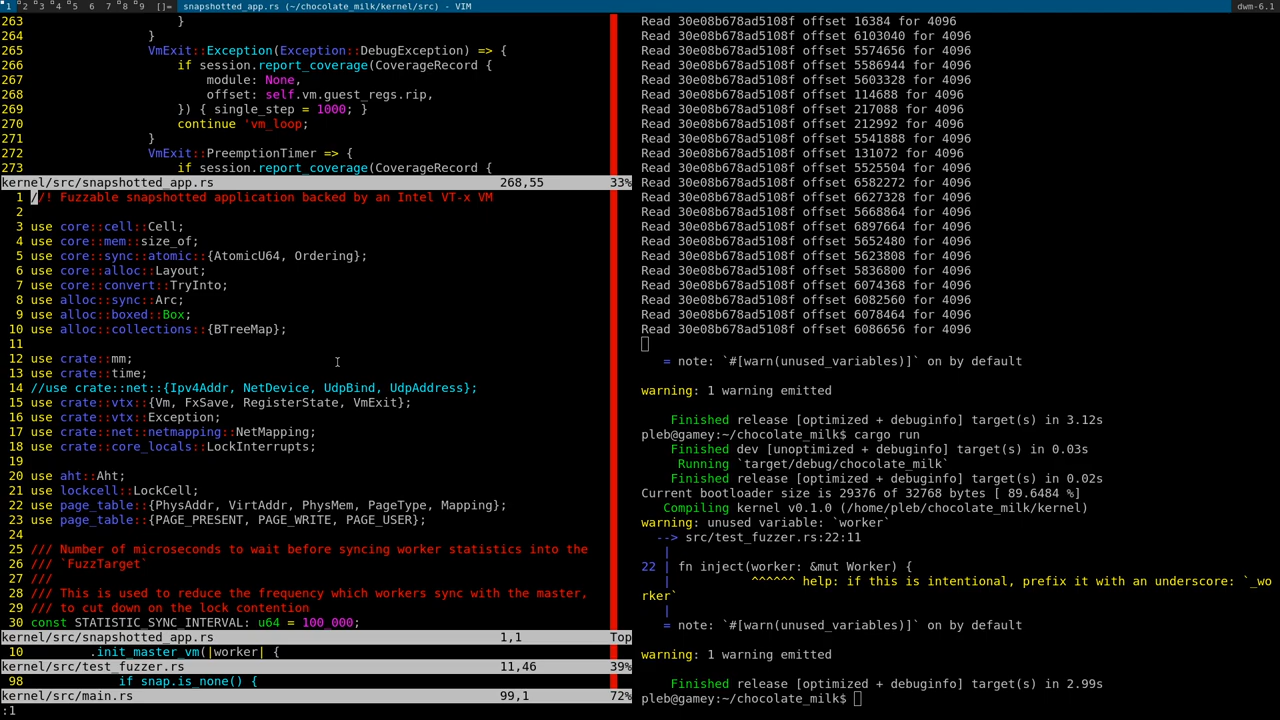 1 2 3 4 5 6 7 8 9 []= snapshotted_app.rs (~/chocolate_milk/kernel/src) - VIM dwm-6.1
263                     }
264                 }
265                 VmExit::Exception(Exception::DebugException) => {
266                     if session.report_coverage(CoverageRecord {
267                         module: None,
268                         offset: self.vm.guest_regs.rip,
269                     }) { single_step = 1000; }
270                     continue 'vm_loop;
271                 }
272                 VmExit::PreemptionTimer => {
273                     if session.report_coverage(CoverageRecord {
kernel/src/snapshotted_app.rs 268,55 33%
1 //! Fuzzable snapshotted application backed by an Intel VT-x VM
2
3 use core::cell::Cell;
4 use core::mem::size_of;
5 use core::sync::atomic::{AtomicU64, Ordering};
6 use core::alloc::Layout;
7 use core::convert::TryInto;
8 use alloc::sync::Arc;
9 use alloc::boxed::Box;
10 use alloc::collections::{BTreeMap};
11
12 use crate::mm;
13 use crate::time;
14 //use crate::net::{Ipv4Addr, NetDevice, UdpBind, UdpAddress};
15 use crate::vtx::{Vm, FxSave, RegisterState, VmExit};
16 use crate::vtx::Exception;
17 use crate::net::netmapping::NetMapping;
18 use crate::core_locals::LockInterrupts;
19
20 use aht::Aht;
21 use lockcell::LockCell;
22 use page_table::{PhysAddr, VirtAddr, PhysMem, PageType, Mapping};
23 use page_table::{PAGE_PRESENT, PAGE_WRITE, PAGE_USER};
24
25 /// Number of microseconds to wait before syncing worker statistics into the
26 /// `FuzzTarget`
27 ///
28 /// This is used to reduce the frequency which workers sync with the master,
29 /// to cut down on the lock contention
30 const STATISTIC_SYNC_INTERVAL: u64 = 100_000;
kernel/src/snapshotted_app.rs 1,1 Top
10         .init_master_vm(|worker| {
kernel/src/test_fuzzer.rs 11,46 39%
98             if snap.is_none() {
kernel/src/main.rs 99,1 72%
:1
Read 30e08b678ad5108f offset 16384 for 4096
Read 30e08b678ad5108f offset 6103040 for 4096
Read 30e08b678ad5108f offset 5574656 for 4096
Read 30e08b678ad5108f offset 5586944 for 4096
Read 30e08b678ad5108f offset 5603328 for 4096
Read 30e08b678ad5108f offset 114688 for 4096
Read 30e08b678ad5108f offset 217088 for 4096
Read 30e08b678ad5108f offset 212992 for 4096
Read 30e08b678ad5108f offset 5541888 for 4096
Read 30e08b678ad5108f offset 131072 for 4096
Read 30e08b678ad5108f offset 5525504 for 4096
Read 30e08b678ad5108f offset 6582272 for 4096
Read 30e08b678ad5108f offset 6627328 for 4096
Read 30e08b678ad5108f offset 5668864 for 4096
Read 30e08b678ad5108f offset 6897664 for 4096
Read 30e08b678ad5108f offset 5652480 for 4096
Read 30e08b678ad5108f offset 5623808 for 4096
Read 30e08b678ad5108f offset 5836800 for 4096
Read 30e08b678ad5108f offset 6074368 for 4096
Read 30e08b678ad5108f offset 6082560 for 4096
Read 30e08b678ad5108f offset 6078464 for 4096
Read 30e08b678ad5108f offset 6086656 for 4096
   = note: `#[warn(unused_variables)]` on by default
warning: 1 warning emitted
    Finished release [optimized + debuginfo] target(s) in 3.12s
pleb@gamey:~/chocolate_milk$ cargo run
    Finished dev [unoptimized + debuginfo] target(s) in 0.03s
     Running `target/debug/chocolate_milk`
    Finished release [optimized + debuginfo] target(s) in 0.02s
Current bootloader size is 29376 of 32768 bytes [ 89.6484 %]
   Compiling kernel v0.1.0 (/home/pleb/chocolate_milk/kernel)
warning: unused variable: `worker`
  --> src/test_fuzzer.rs:22:11
   |
22 | fn inject(worker: &mut Worker) {
   |           ^^^^^^ help: if this is intentional, prefix it with an underscore: `_wo
rker`
   |
   = note: `#[warn(unused_variables)]` on by default
warning: 1 warning emitted
    Finished release [optimized + debuginfo] target(s) in 2.99s
pleb@gamey:~/chocolate_milk$